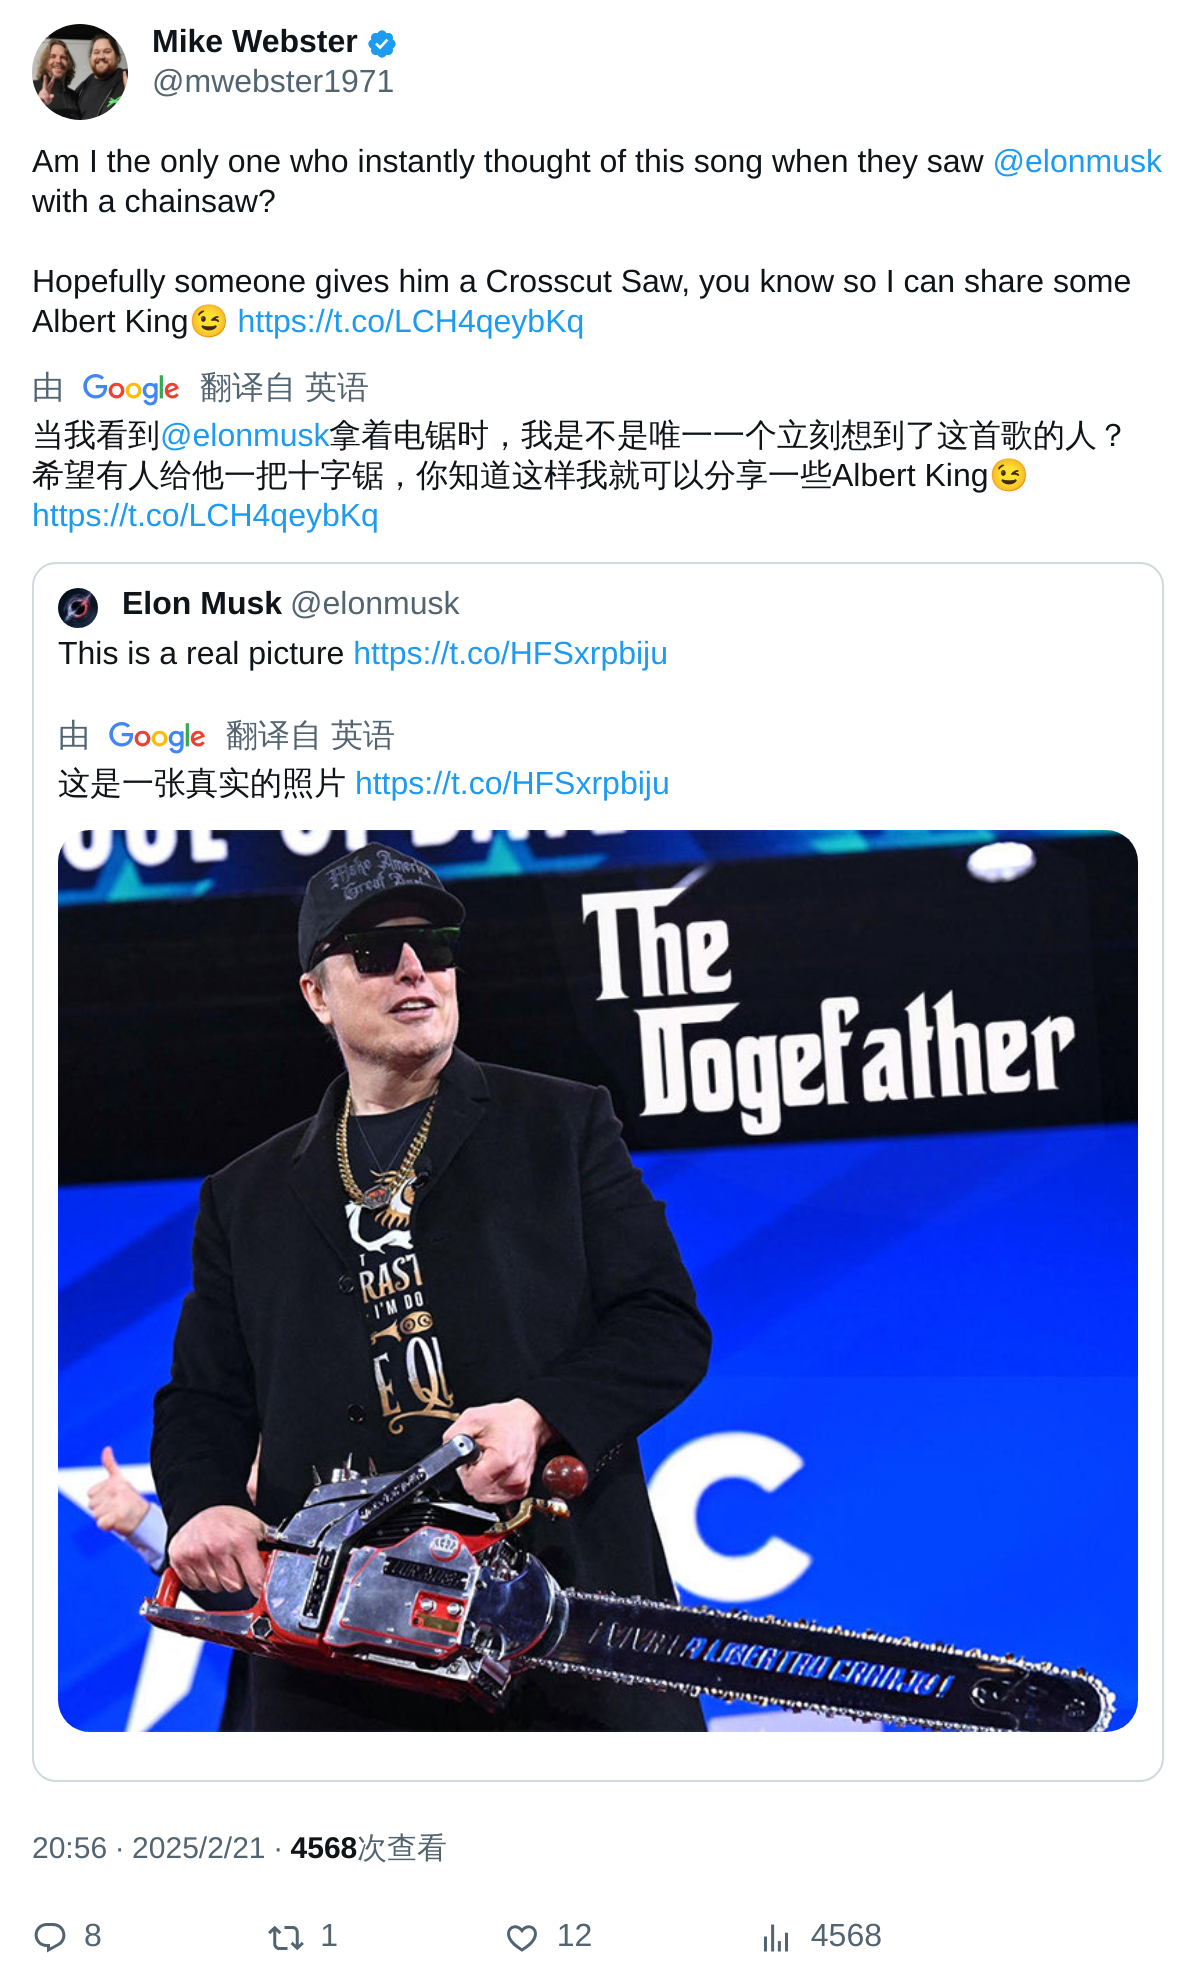 Mike Webster
@mwebster1971
Am I the only one who instantly thought of this song when they saw @elonmusk
with a chainsaw?
Hopefully someone gives him a Crosscut Saw, you know so I can share some
Albert King😉 https://t.co/LCH4qeybKq
由 Google 翻译自 英语
当我看到@elonmusk拿着电锯时，我是不是唯一一个立刻想到了这首歌的人？
希望有人给他一把十字锯，你知道这样我就可以分享一些Albert King😉
https://t.co/LCH4qeybKq
Elon Musk @elonmusk
This is a real picture https://t.co/HFSxrpbiju
由 Google 翻译自 英语
这是一张真实的照片 https://t.co/HFSxrpbiju
Make America
Great
The
Dogefather
RAST
I'M DO
E QU
C
20:56 · 2025/2/21 · 4568次查看
8 1 12 4568